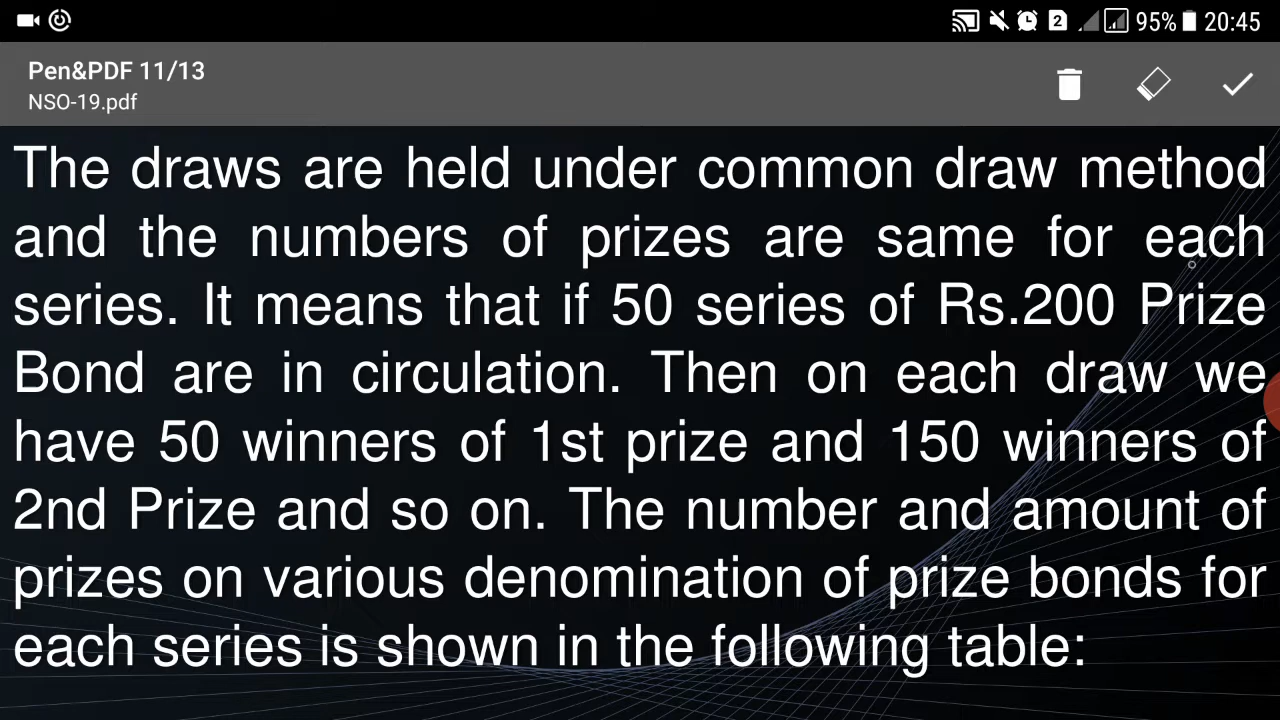 2 95% 20:45
Pen&PDF 11/13
NSO-19.pdf
The draws are held under common draw method
and the numbers of prizes are same for each
series. It means that if 50 series of Rs.200 Prize
Bond are in circulation. Then on each draw we
have 50 winners of 1st prize and 150 winners of
2nd Prize and so on. The number and amount of
prizes on various denomination of prize bonds for
each series is shown in the following table: